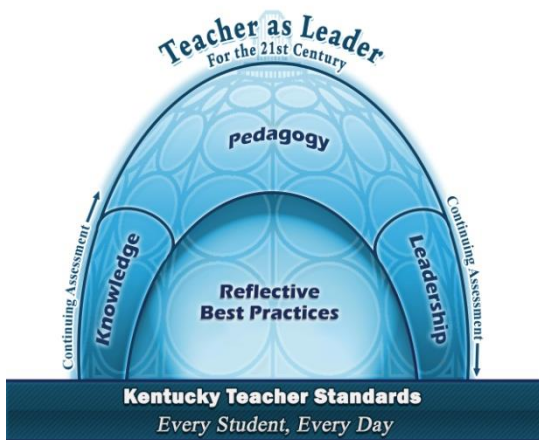 Teacher as Leader
For the 21st Century
Pedagogy
Continuing Assessment
Knowledge
Reflective
Best Practices
Leadership
Continuing Assessment
Kentucky Teacher Standards
Every Student, Every Day